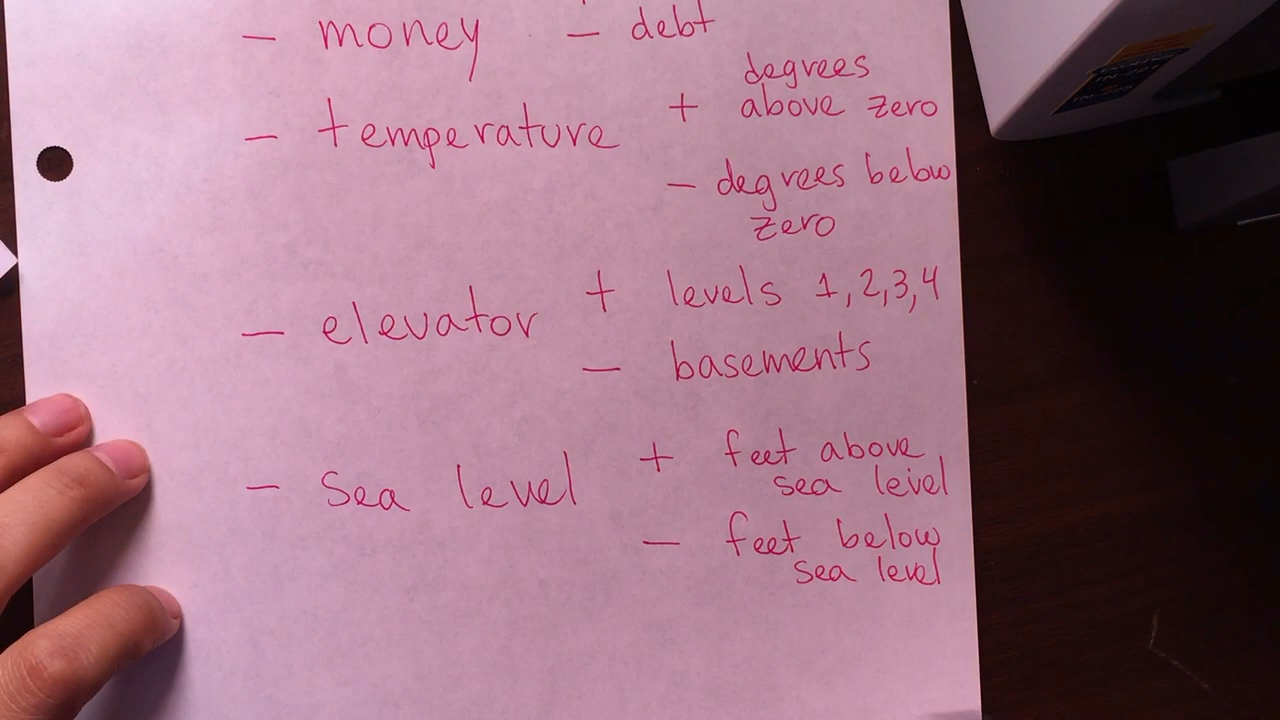 - money - debt
- temperature + degrees above zero
- degrees below zero
- elevator + levels 1,2,3,4
- basements
- sea level + feet above sea level
- feet below sea level